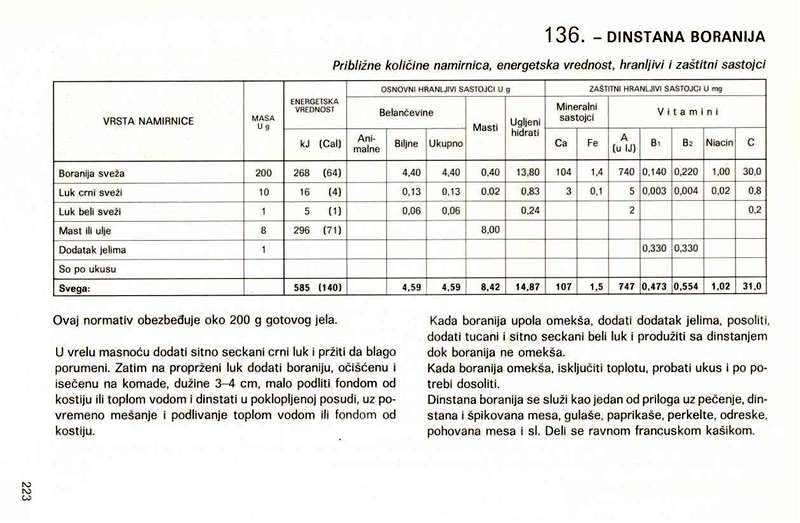 136. – DINSTANA BORANIJA
Približne količine namirnica, energetska vrednost, hranljivi i zaštitni sastojci
VRSTA NAMIRNICE
MASA
U g
ENERGETSKA
VREDNOST
kJ (Cal)
OSNOVNI HRANLJIVI SASTOJCI U g
Belančevine
Ani-
malne
Biljne
Ukupno
Masti
Ugljeni
hidrati
ZAŠTITNI HRANLJIVI SASTOJCI U mg
Mineralni
sastojci
Ca
Fe
Vitamini
A
(u IJ)
B1
B2
Niacin
C
Boranija sveža 200 268 (64) 4,40 4,40 0,40 13,80 104 1,4 740 0,140 0,220 1,00 30,0
Luk crni sveži 10 16 (4) 0,13 0,13 0,02 0,83 3 0,1 5 0,003 0,004 0,02 0,8
Luk beli sveži 1 5 (1) 0,06 0,06 0,24 2 0,2
Mast ili ulje 8 296 (71) 8,00
Dodatak jelima 1 0,330 0,330
So po ukusu
Svega: 585 (140) 4,59 4,59 8,42 14,87 107 1,5 747 0,473 0,554 1,02 31,0
Ovaj normativ obezbeđuje oko 200 g gotovog jela.
U vrelu masnoću dodati sitno seckani crni luk i pržiti da blago
porumeni. Zatim na proprženi luk dodati boraniju, očišćenu i
isečenu na komade, dužine 3–4 cm, malo podliti fondom od
kostiju ili toplom vodom i dinstati u poklopljenoj posudi, uz po-
vremeno mešanje i podlivanje toplom vodom ili fondom od
kostiju.
Kada boranija upola omekša, dodati dodatak jelima, posoliti,
dodati tucani i sitno seckani beli luk i produžiti sa dinstanjem
dok boranija ne omekša.
Kada boranija omekša, isključiti toplotu, probati ukus i po po-
trebi dosoliti.
Dinstana boranija se služi kao jedan od priloga uz pečenje, din-
stana i špikovana mesa, gulaše, paprikaše, perkelte, odreske,
pohovana mesa i sl. Deli se ravnom francuskom kašikom.
223